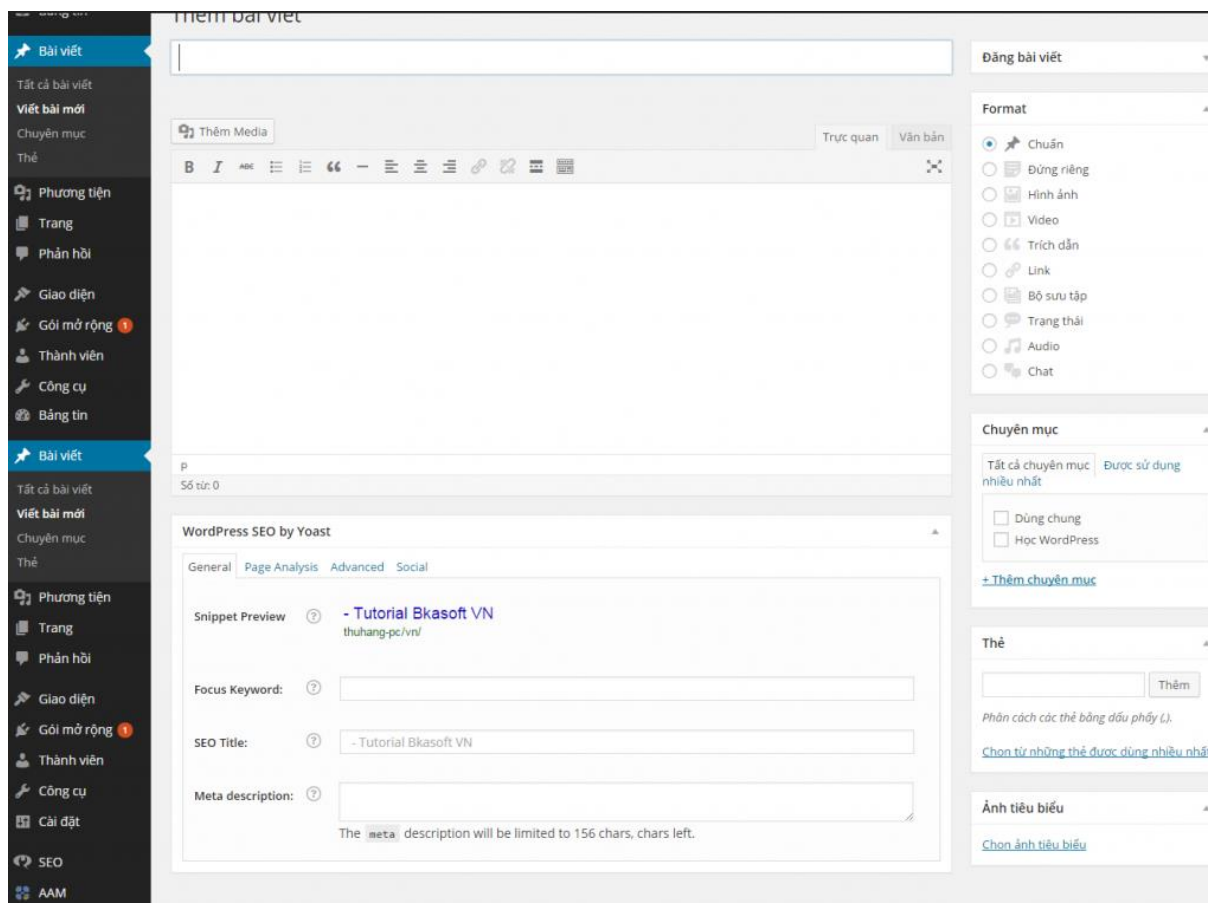 Thêm bài viết
Bài viết
Tất cả bài viết
Viết bài mới
Chuyên mục
Thẻ
Phương tiện
Trang
Phản hồi
Giao diện
Gói mở rộng 1
Thành viên
Công cụ
Bảng tin
Bài viết
Tất cả bài viết
Viết bài mới
Chuyên mục
Thẻ
Phương tiện
Trang
Phản hồi
Giao diện
Gói mở rộng 1
Thành viên
Công cụ
Cài đặt
SEO
AAM
Thêm Media
Trực quan Văn bản
B I ABC
p
Số từ: 0
WordPress SEO by Yoast
General Page Analysis Advanced Social
Snippet Preview ? - Tutorial Bkasoft VN
thuhang-pc/vn/
Focus Keyword: ?
SEO Title: ? - Tutorial Bkasoft VN
Meta description: ?
The meta description will be limited to 156 chars, chars left.
Đăng bài viết
Format
Chuẩn
Đứng riêng
Hình ảnh
Video
Trích dẫn
Link
Bộ sưu tập
Trạng thái
Audio
Chat
Chuyên mục
Tất cả chuyên mục Được sử dụng
nhiều nhất
Dùng chung
Học WordPress
+ Thêm chuyên mục
Thẻ
Thêm
Phân cách các thẻ bằng dấu phẩy (,).
Chọn từ những thẻ được dùng nhiều
Ảnh tiêu biểu
Chọn ảnh tiêu biểu